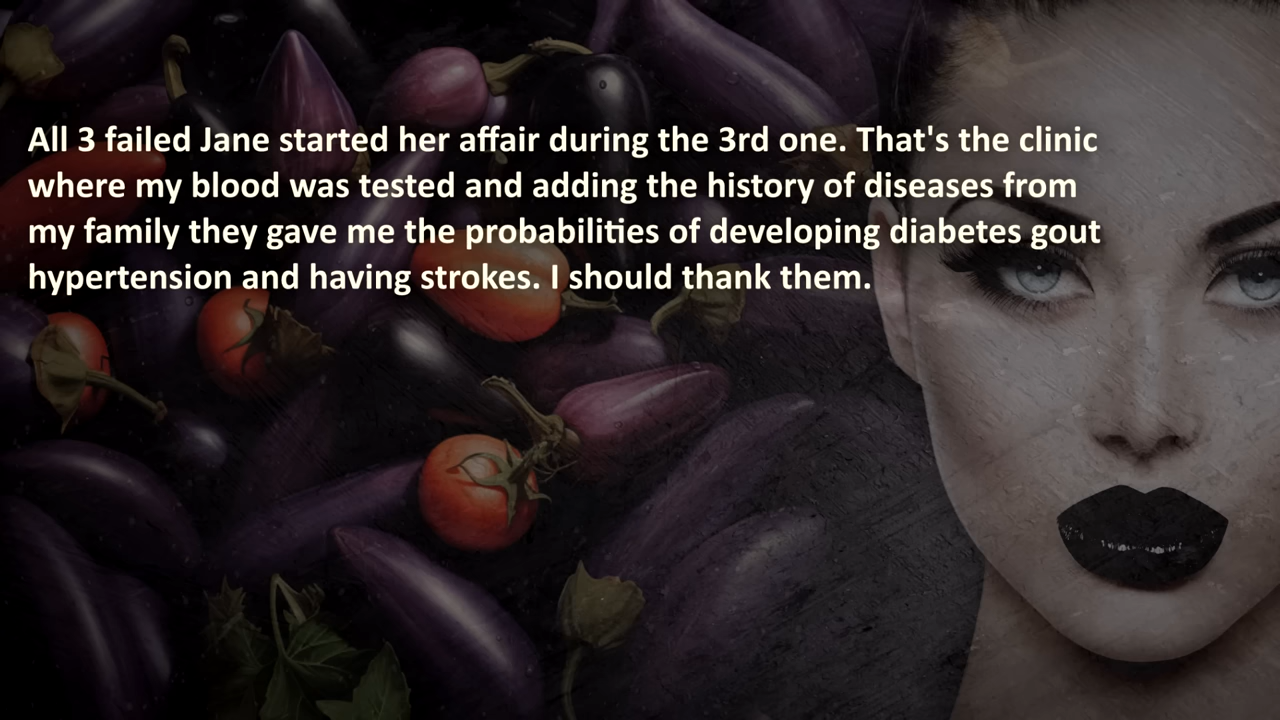 All 3 failed Jane started her affair during the 3rd one. That's the clinic
where my blood was tested and adding the history of diseases from
my family they gave me the probabilities of developing diabetes gout
hypertension and having strokes. I should thank them.